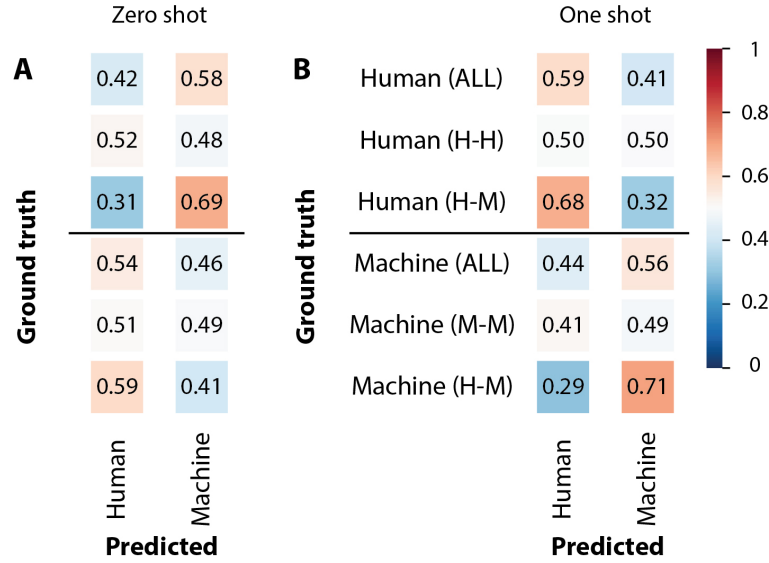 Zero shot
One shot
A
B
0.42 0.58
Human (ALL)
0.59 0.41
0.52 0.48
Human (H-H)
0.50 0.50
0.31 0.69
Human (H-M)
0.68 0.32
0.54 0.46
Machine (ALL)
0.44 0.56
0.51 0.49
Machine (M-M)
0.41 0.49
0.59 0.41
Machine (H-M)
0.29 0.71
Ground truth
Ground truth
Human
Machine
Human
Machine
Predicted
Predicted
1
0.8
0.6
0.4
0.2
0